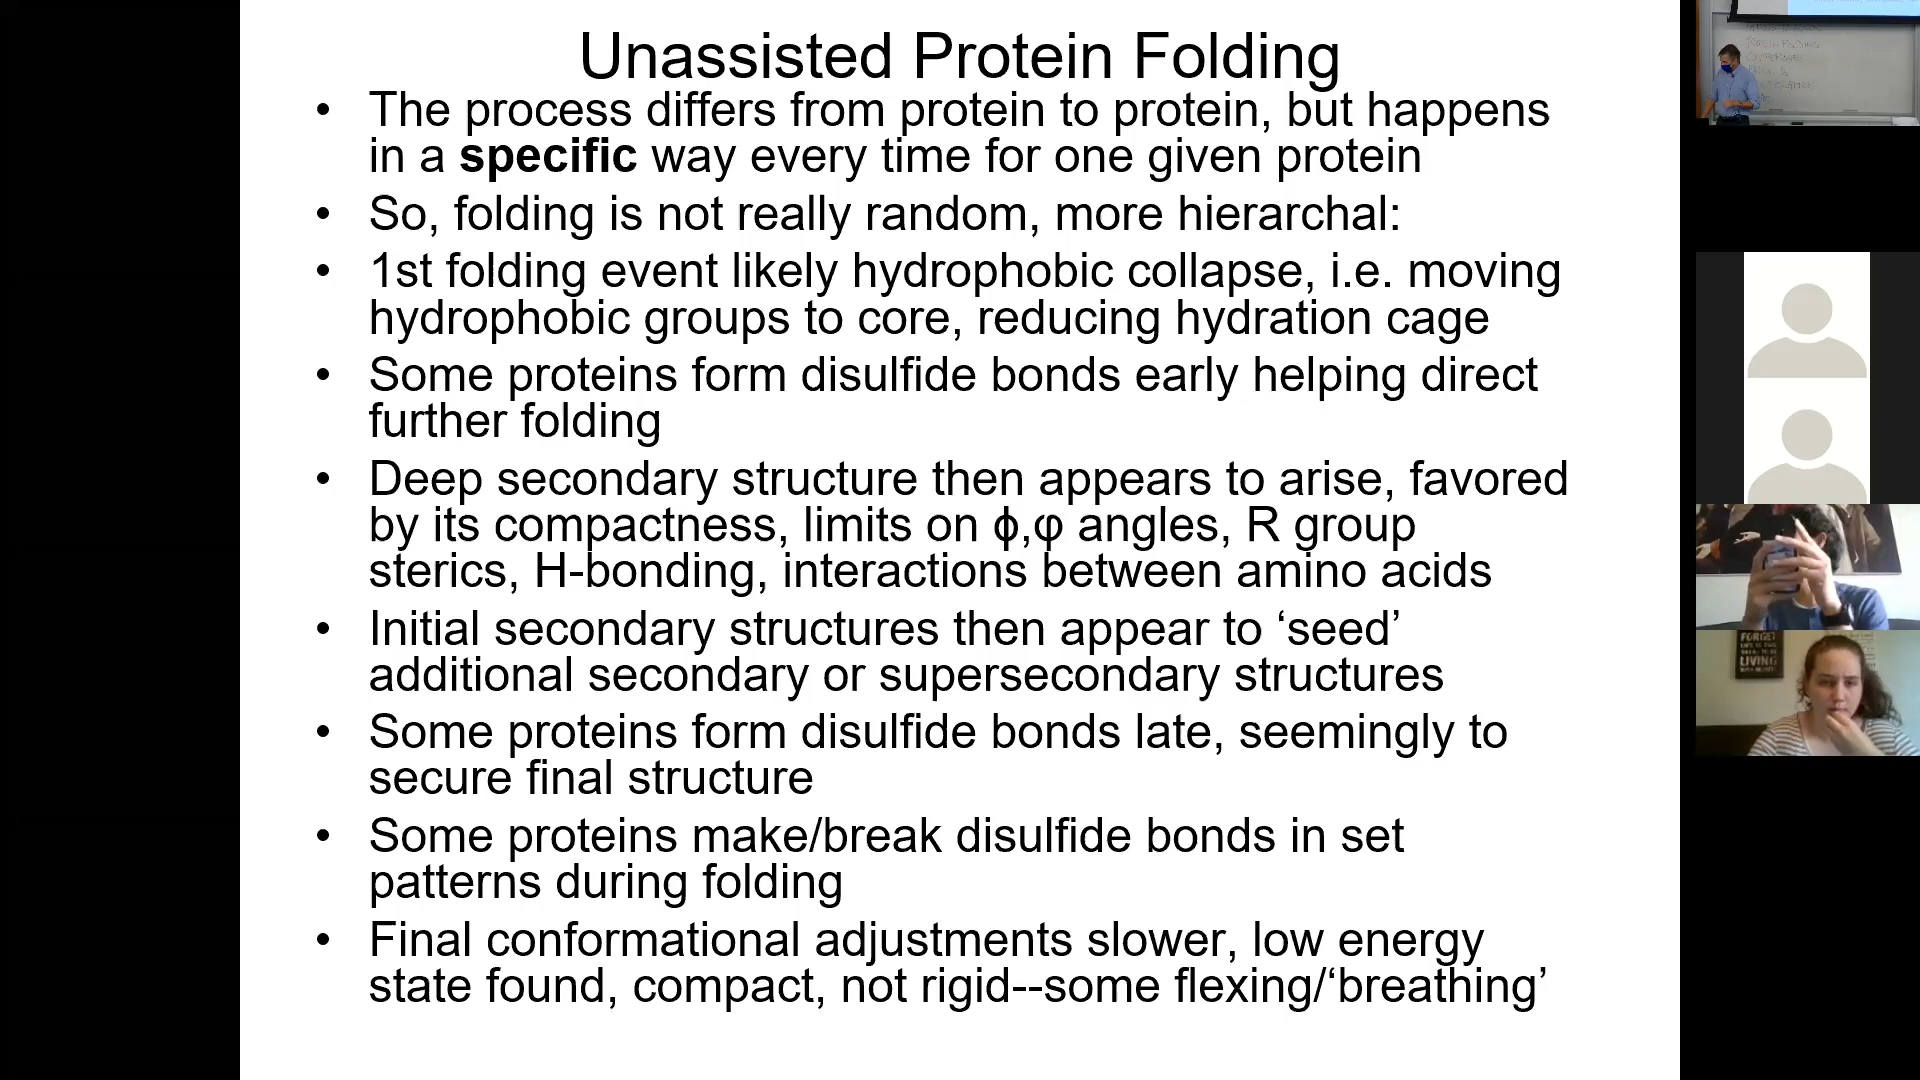 Unassisted Protein Folding
• The process differs from protein to protein, but happens
in a specific way every time for one given protein
• So, folding is not really random, more hierarchal:
• 1st folding event likely hydrophobic collapse, i.e. moving
hydrophobic groups to core, reducing hydration cage
• Some proteins form disulfide bonds early helping direct
further folding
• Deep secondary structure then appears to arise, favored
by its compactness, limits on ϕ,φ angles, R group
sterics, H-bonding, interactions between amino acids
• Initial secondary structures then appear to ‘seed’
additional secondary or supersecondary structures
• Some proteins form disulfide bonds late, seemingly to
secure final structure
• Some proteins make/break disulfide bonds in set
patterns during folding
• Final conformational adjustments slower, low energy
state found, compact, not rigid--some flexing/‘breathing’
FORGET
LIVING